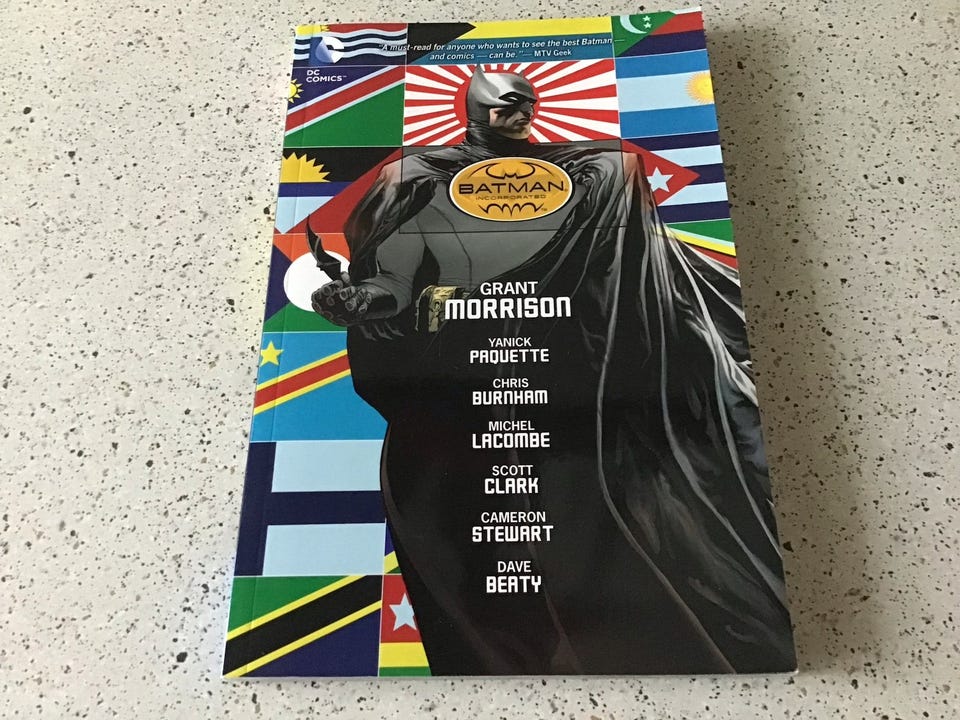 "A must-read for anyone who wants to see the best Batman —
and comics — can be." — MTV Geek
DC
COMICS™
BATMAN
INCORPORATED
GRANT
MORRISON
YANICK
PAQUETTE
CHRIS
BURNHAM
MICHEL
LACOMBE
SCOTT
CLARK
CAMERON
STEWART
DAVE
BEATY